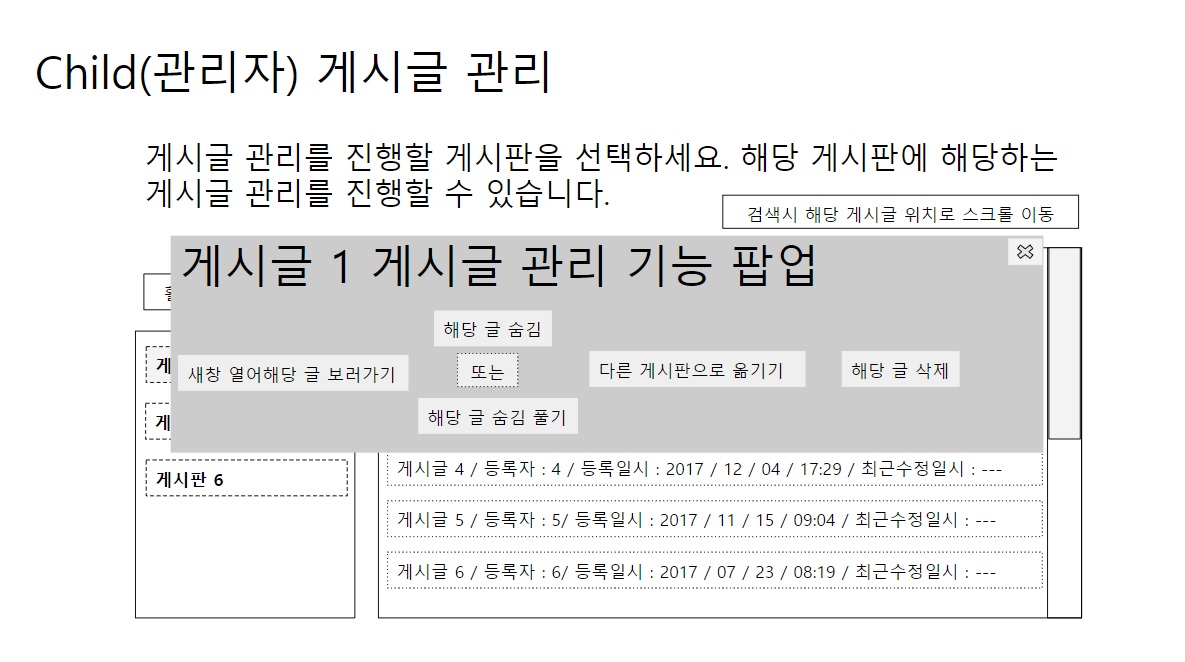 Child(관리자) 게시글 관리
게시글 관리를 진행할 게시판을 선택하세요. 해당 게시판에 해당하는
게시글 관리를 진행할 수 있습니다.
검색시 해당 게시글 위치로 스크롤 이동
게시글 1 게시글 관리 기능 팝업
해당 글 숨김
새창 열어해당 글 보러가기
또는
다른 게시판으로 옮기기
해당 글 삭제
해당 글 숨김 풀기
게시판 6
게시글 4 / 등록자 : 4 / 등록일시 : 2017 / 12 / 04 / 17:29 / 최근수정일시 : ---
게시글 5 / 등록자 : 5/ 등록일시 : 2017 / 11 / 15 / 09:04 / 최근수정일시 : ---
게시글 6 / 등록자 : 6/ 등록일시 : 2017 / 07 / 23 / 08:19 / 최근수정일시 : ---